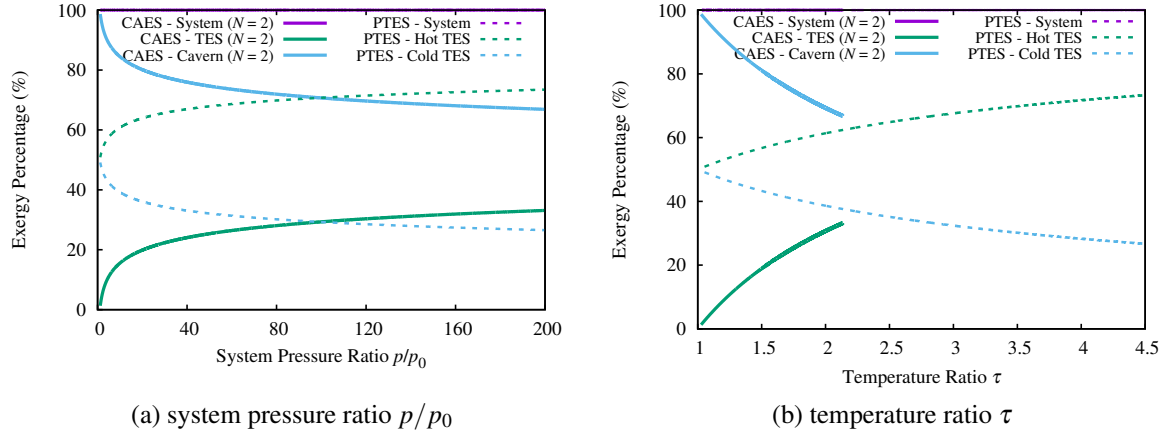 100
80
60
40
20
0
Exergy Percentage (%)
CAES - System (N = 2)
CAES - TES (N = 2)
CAES - Cavern (N = 2)
PTES - System
PTES - Hot TES
PTES - Cold TES
0 40 80 120 160 200
System Pressure Ratio p/p0
(a) system pressure ratio p/p0
100
80
60
40
20
0
Exergy Percentage (%)
CAES - System (N = 2)
CAES - TES (N = 2)
CAES - Cavern (N = 2)
PTES - System
PTES - Hot TES
PTES - Cold TES
1 1.5 2 2.5 3 3.5 4 4.5
Temperature Ratio τ
(b) temperature ratio τ